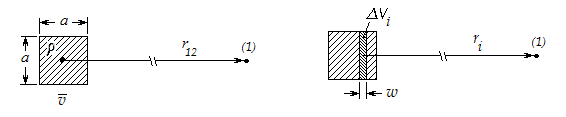 a
a
ρ
r12
(1)
v̅
ΔVi
ri
(1)
w